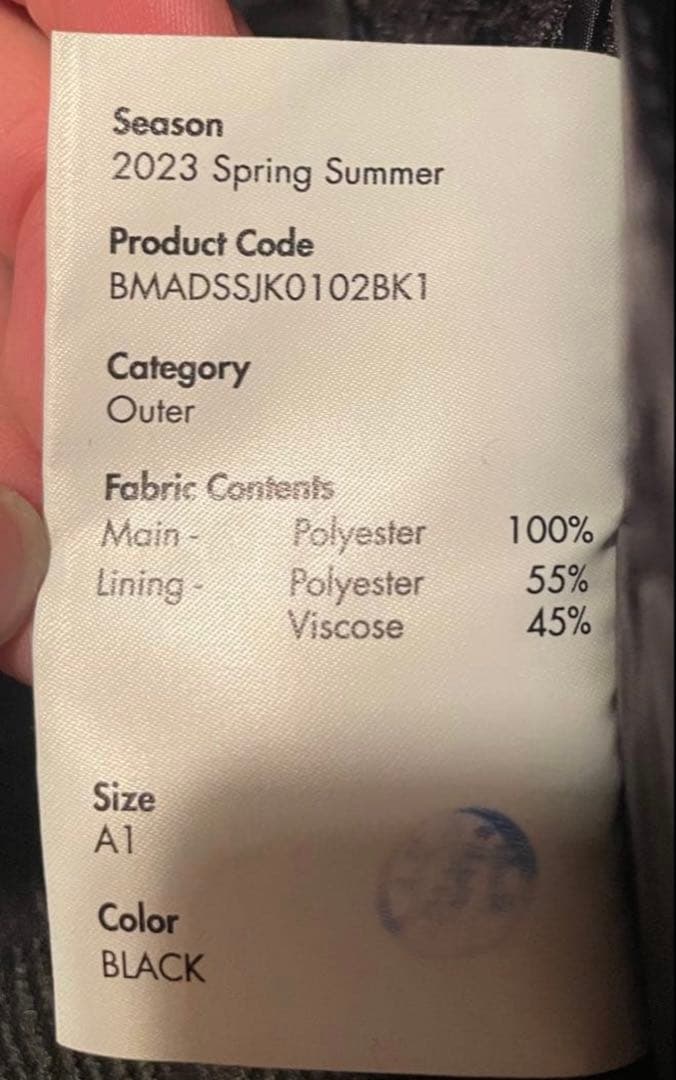 Season
2023 Spring Summer
Product Code
BMADSSJK0102BK1
Category
Outer
Fabric Contents
Main - Polyester 100%
Lining - Polyester 55%
Viscose 45%
Size
A1
Color
BLACK